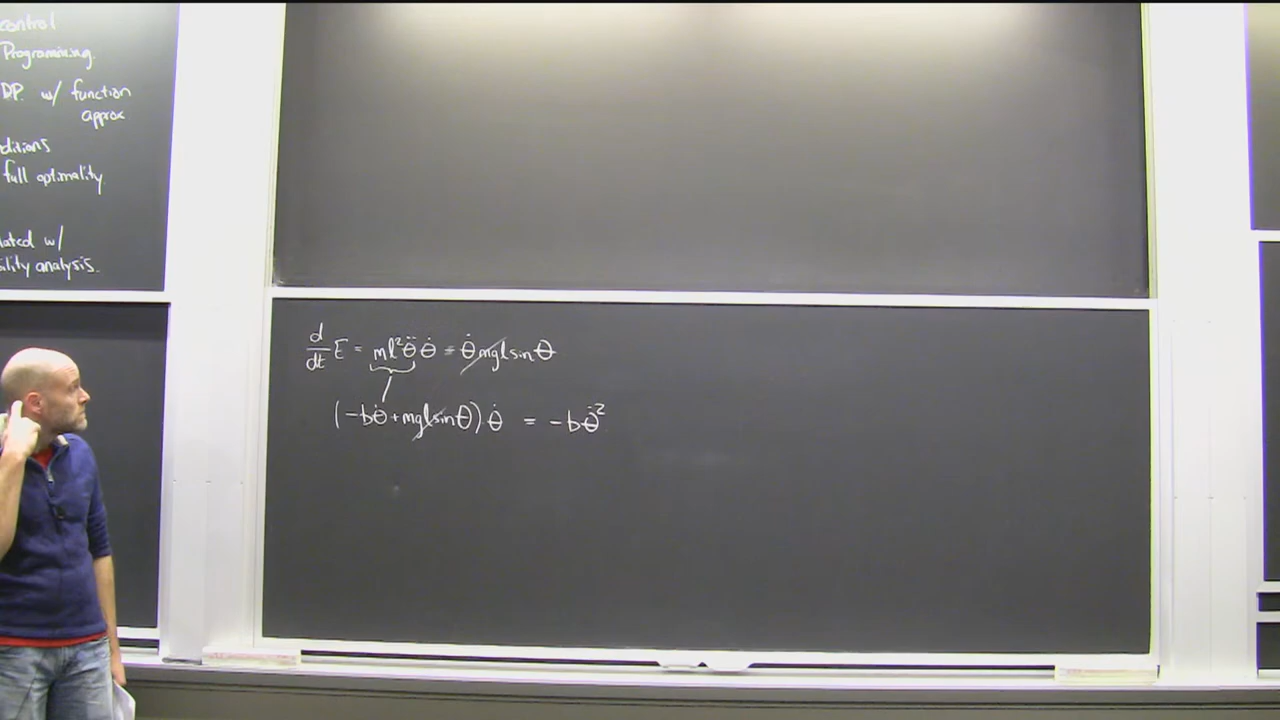 control
Programming.
DP. w/ function
approx
ditions
full optimality.
ated w/
ility analysis.
d/dt E = ml²θ̈ θ̇ = θ̇ mgl sin θ
(-bθ̇ + mgl sin θ) θ̇ = -bθ̇²